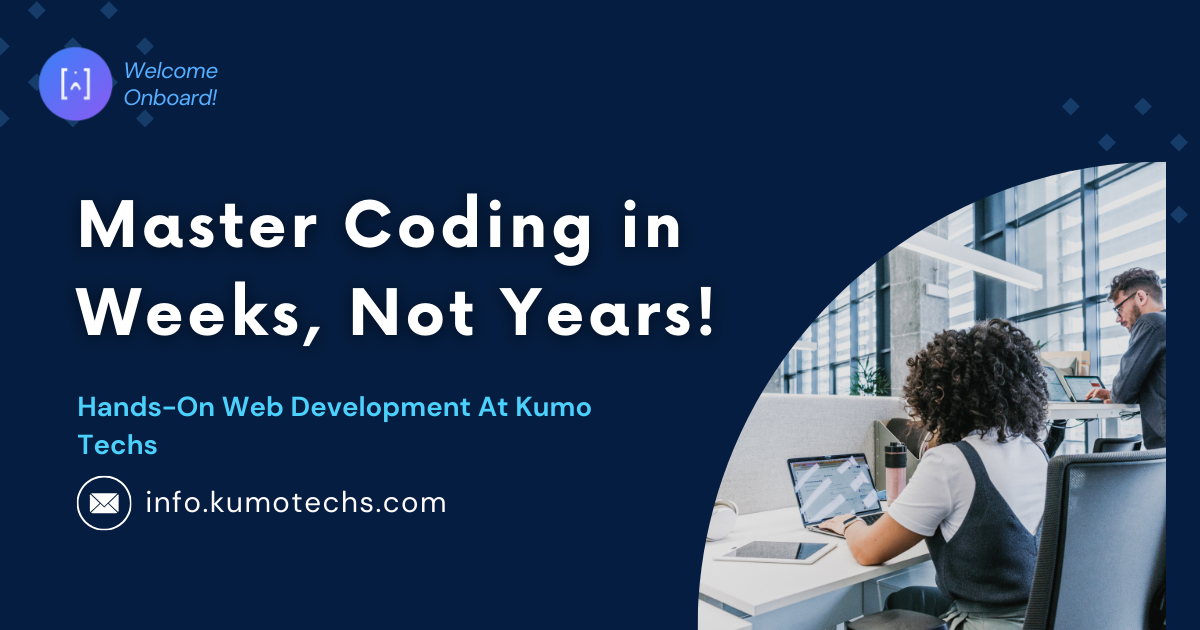 Welcome
Onboard!
Master Coding in
Weeks, Not Years!
Hands-On Web Development At Kumo
Techs
info.kumotechs.com